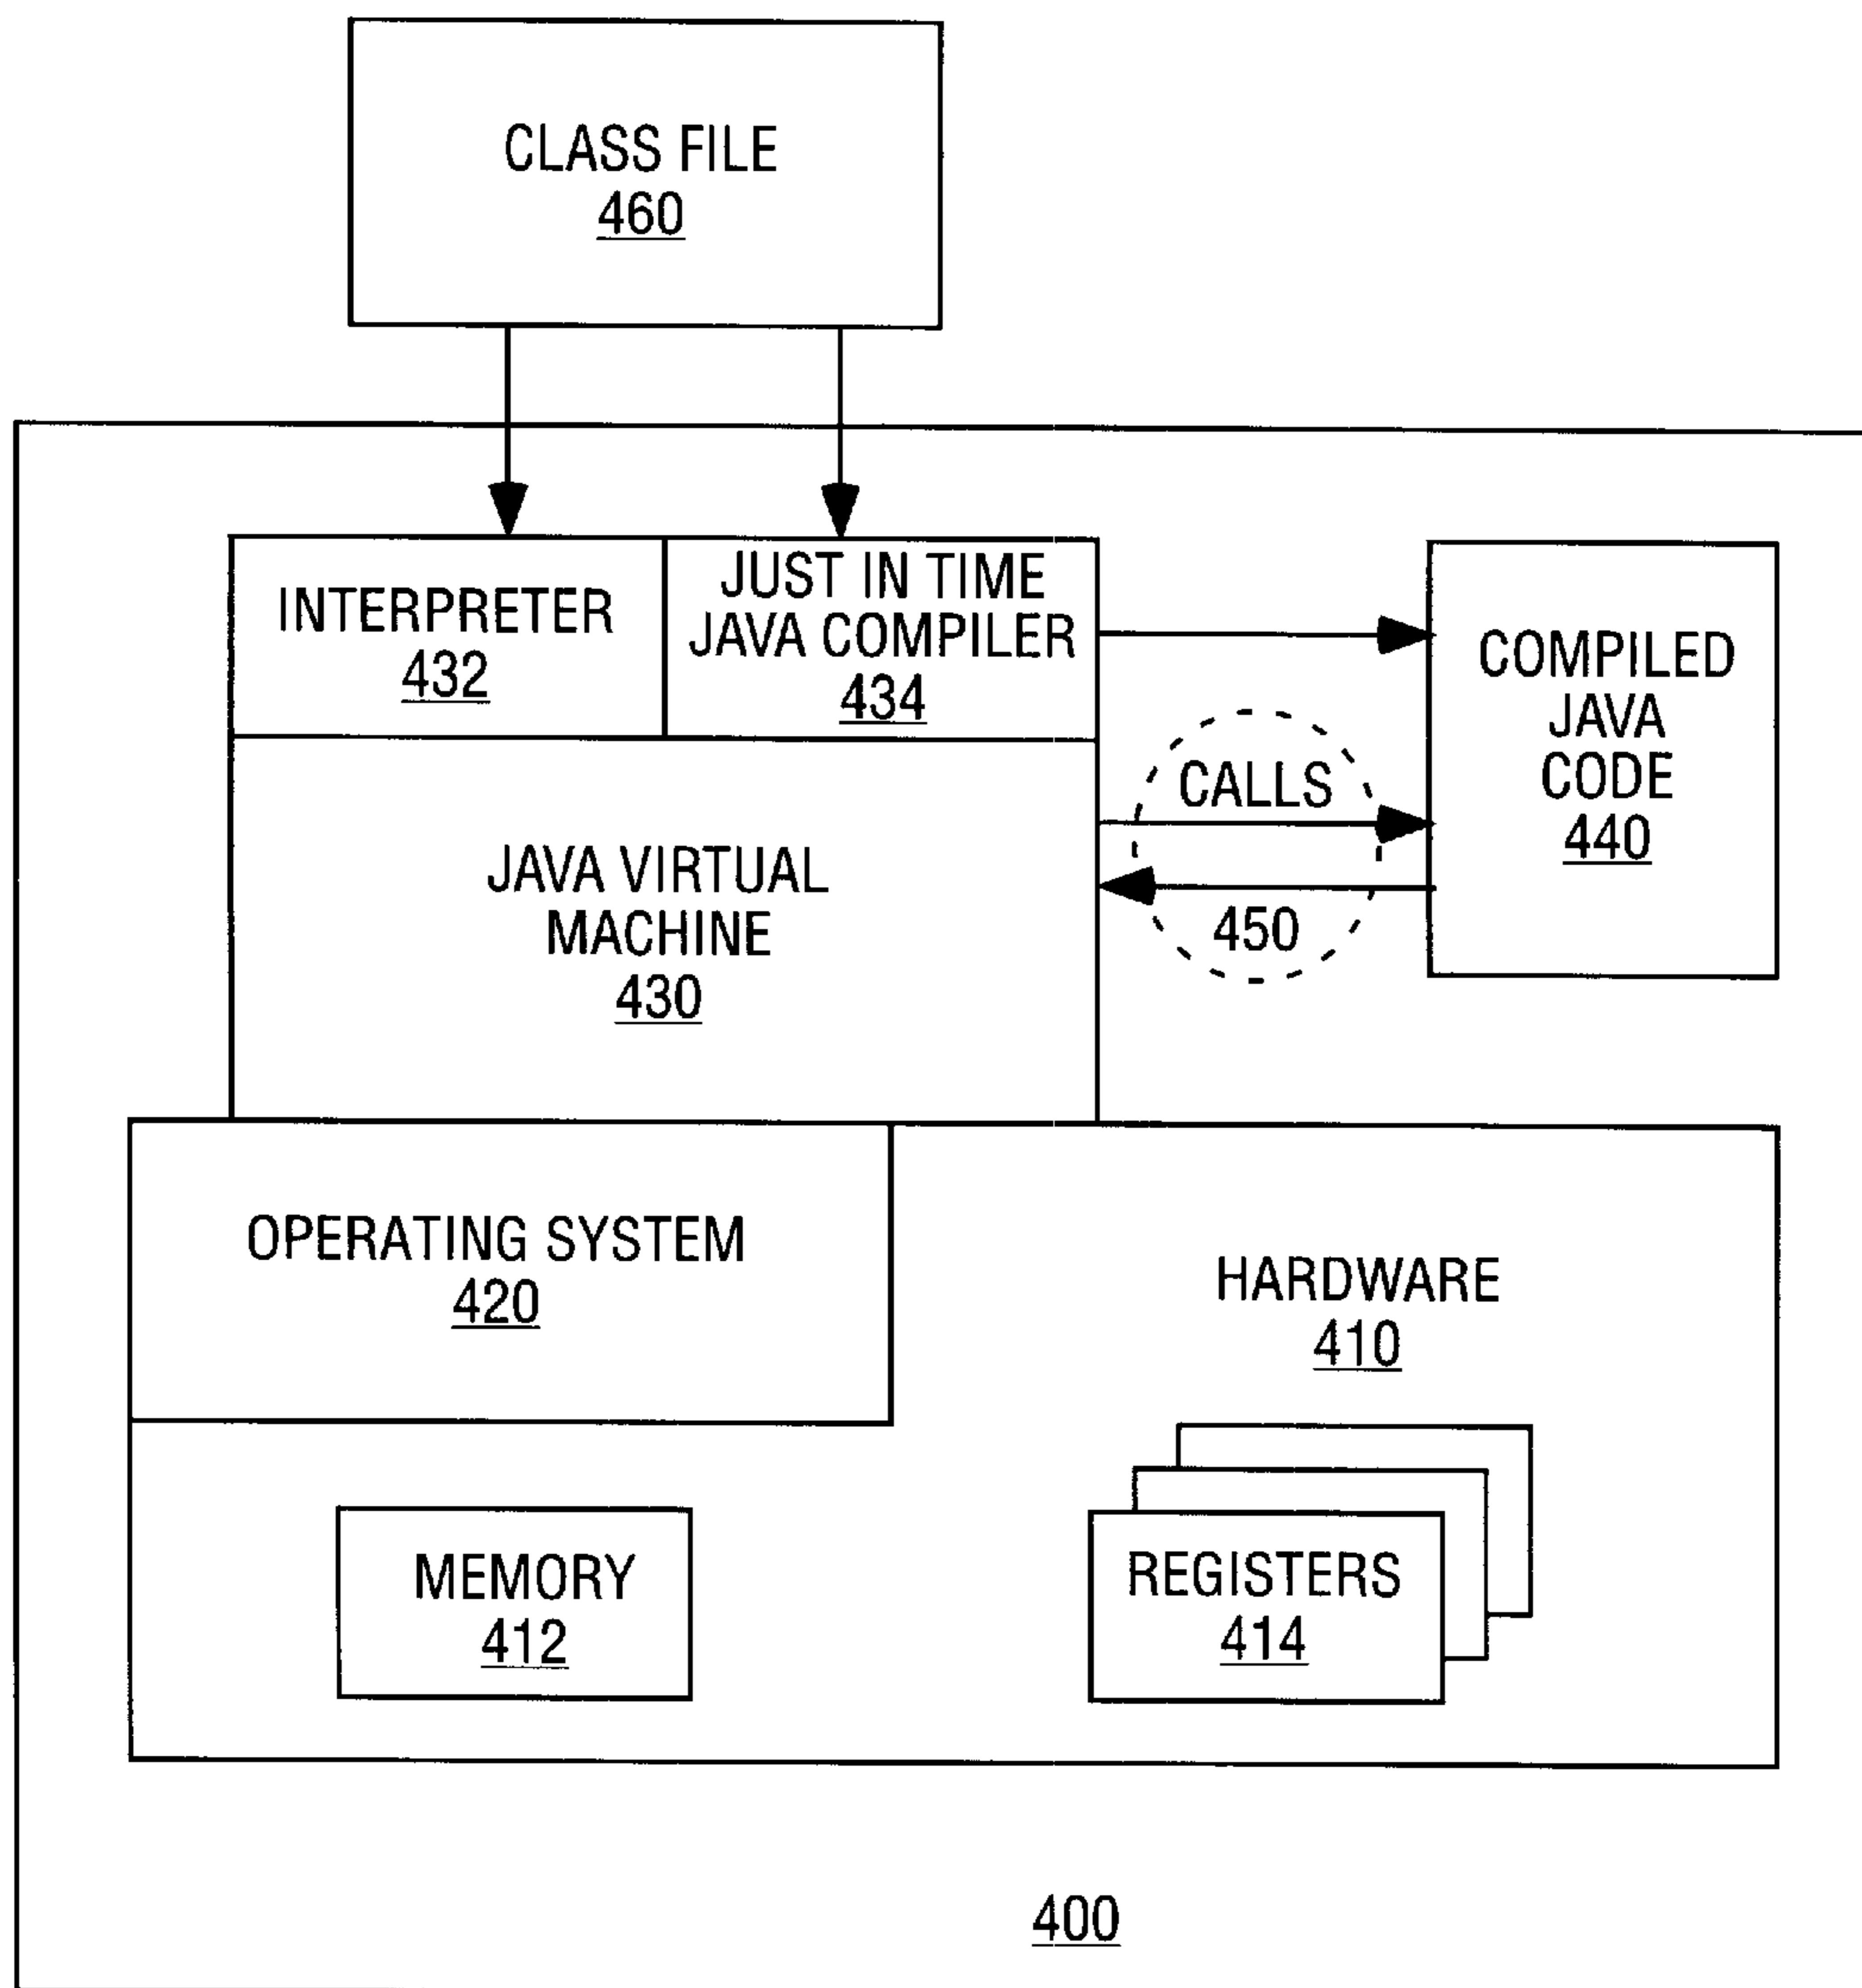 CLASS FILE
460
INTERPRETER
432
JUST IN TIME
JAVA COMPILER
434
COMPILED
JAVA
CODE
440
CALLS
450
JAVA VIRTUAL
MACHINE
430
OPERATING SYSTEM
420
HARDWARE
410
MEMORY
412
REGISTERS
414
400